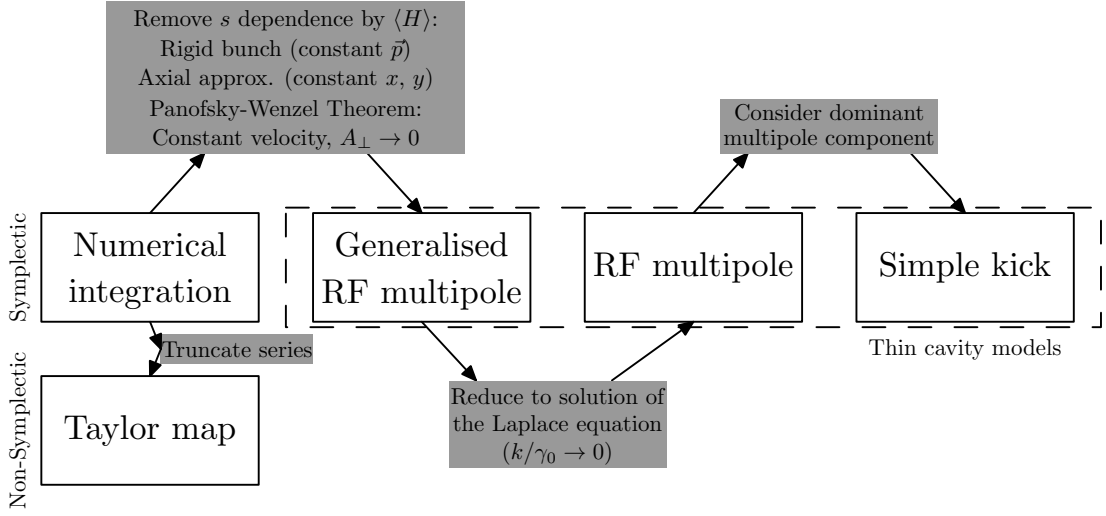 Remove s dependence by ⟨H⟩:
Rigid bunch (constant p⃗)
Axial approx. (constant x, y)
Panofsky-Wenzel Theorem:
Constant velocity, A⊥ → 0
Consider dominant
multipole component
Symplectic
Numerical
integration
Generalised
RF multipole
RF multipole
Simple kick
Truncate series
Thin cavity models
Non-Symplectic
Taylor map
Reduce to solution of
the Laplace equation
(k/γ₀ → 0)